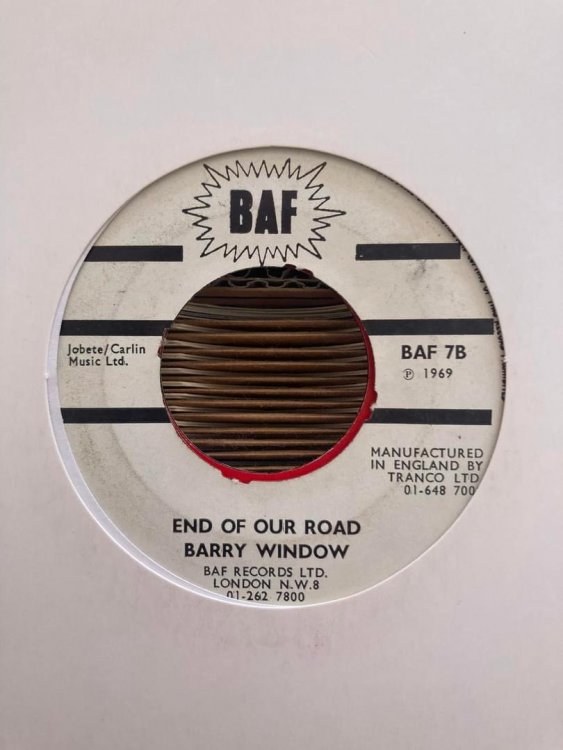 BAF
Jobete/Carlin
Music Ltd.
BAF 7B
℗ 1969
MANUFACTURED
IN ENGLAND BY
TRANCO LTD
01-648 700
END OF OUR ROAD
BARRY WINDOW
BAF RECORDS LTD.
LONDON N.W.8
01-262 7800